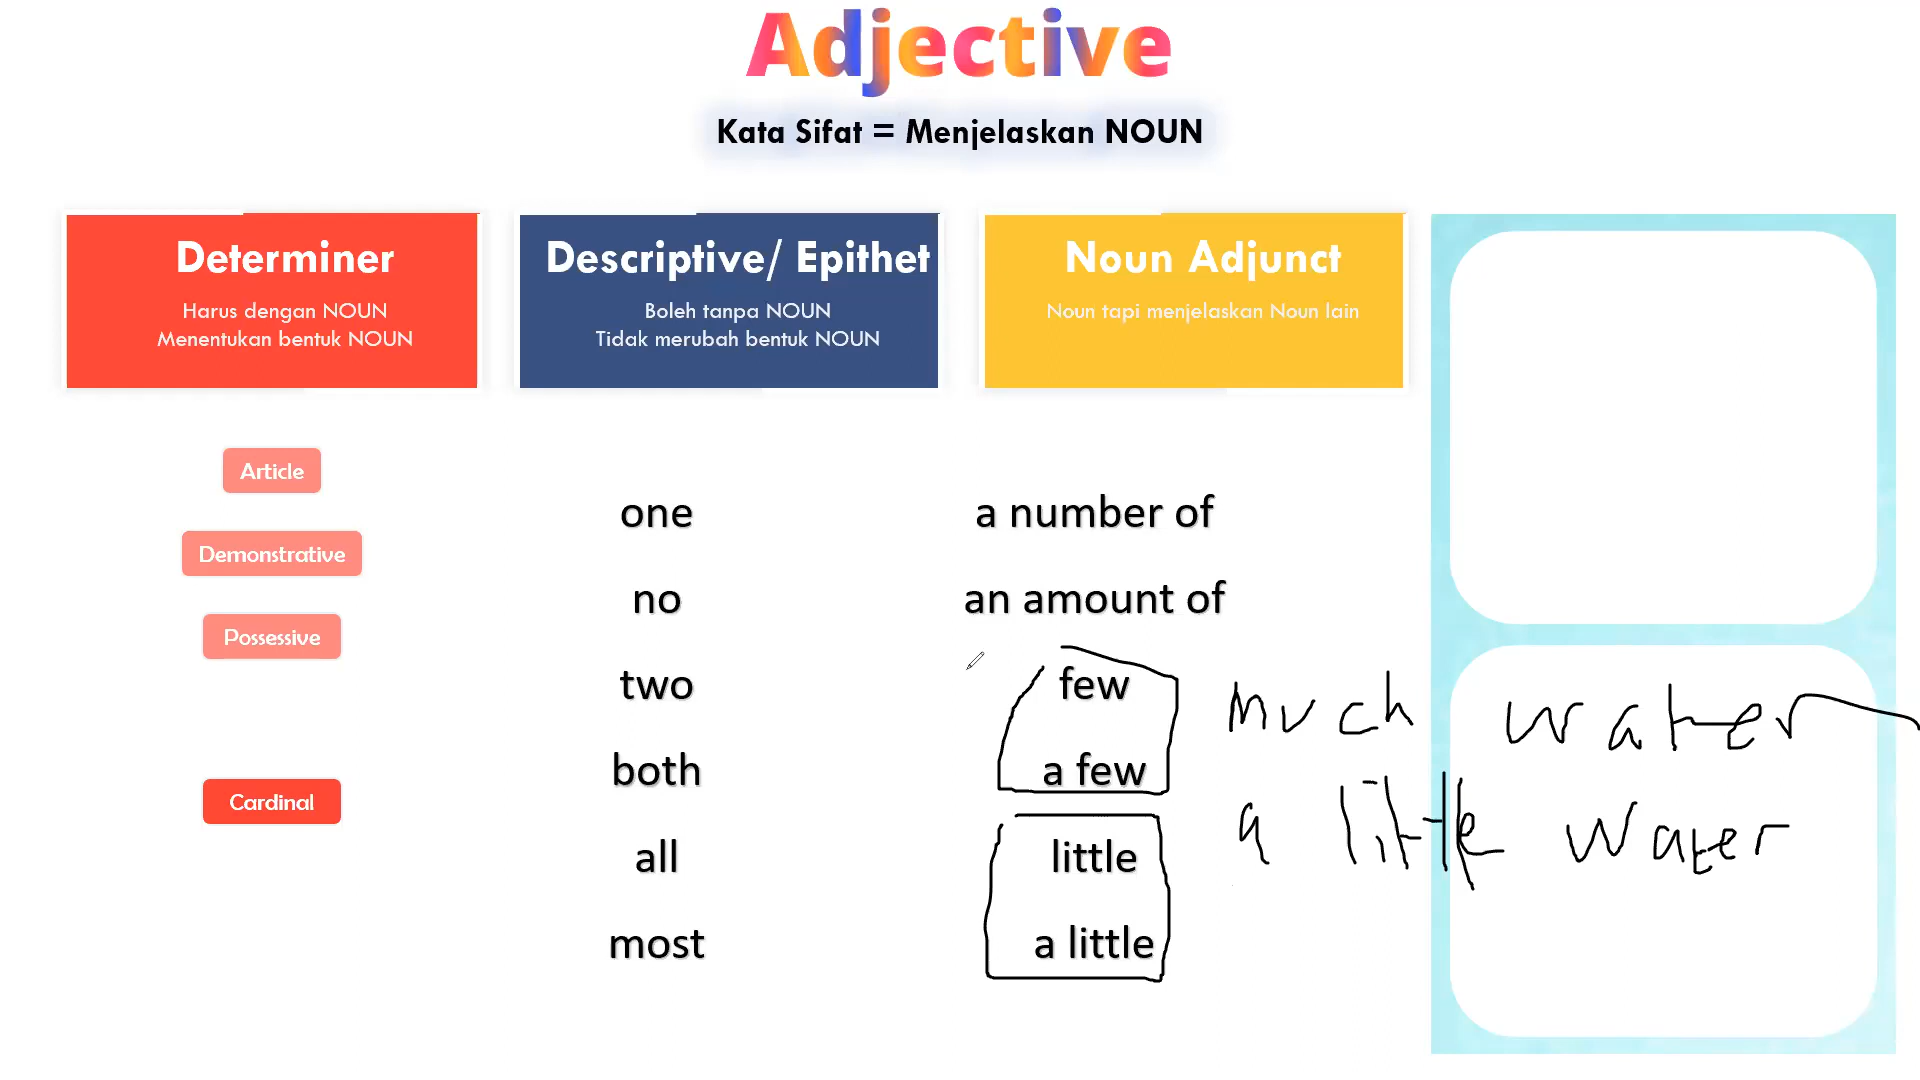 Adjective
Kata Sifat = Menjelaskan NOUN
Determiner
Harus dengan NOUN
Menentukan bentuk NOUN
Descriptive/ Epithet
Boleh tanpa NOUN
Tidak merubah bentuk NOUN
Noun Adjunct
Noun tapi menjelaskan Noun lain
Article
Demonstrative
Possessive
Cardinal
one
no
two
both
all
most
a number of
an amount of
few
a few
little
a little
much water
a little water